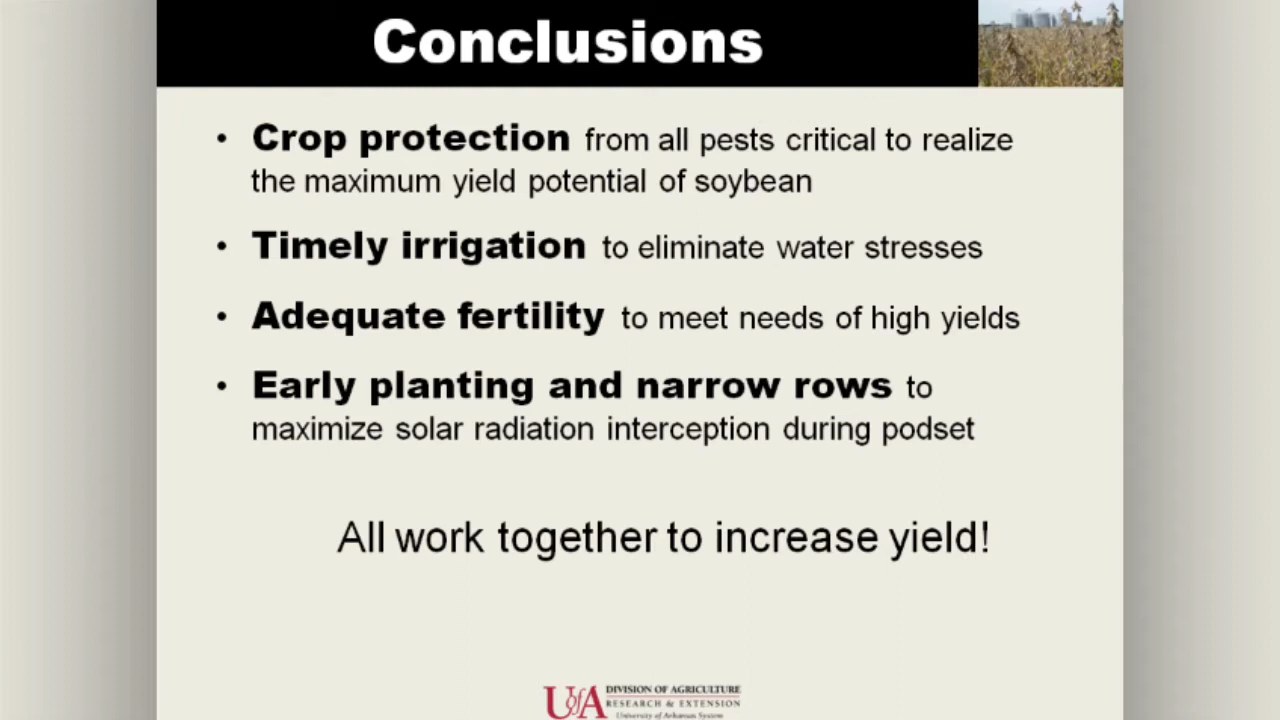 Conclusions
• Crop protection from all pests critical to realize
the maximum yield potential of soybean
• Timely irrigation to eliminate water stresses
• Adequate fertility to meet needs of high yields
• Early planting and narrow rows to
maximize solar radiation interception during podset
All work together to increase yield!
UofA DIVISION OF AGRICULTURE
RESEARCH & EXTENSION
University of Arkansas System